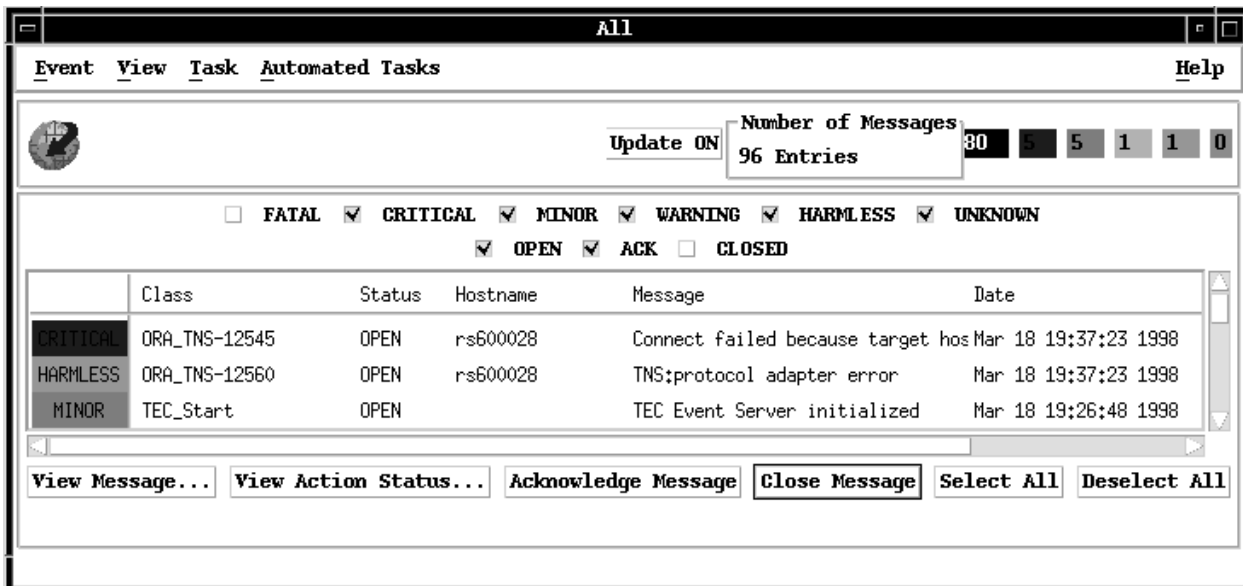 All
Event View Task Automated Tasks Help
Update ON Number of Messages 80 5 5 1 1 0
96 Entries
FATAL CRITICAL MINOR WARNING HARMLESS UNKNOWN
OPEN ACK CLOSED
Class Status Hostname Message Date
CRITICAL ORA_TNS-12545 OPEN rs600028 Connect failed because target hos Mar 18 19:37:23 1998
HARMLESS ORA_TNS-12560 OPEN rs600028 TNS:protocol adapter error Mar 18 19:37:23 1998
MINOR TEC_Start OPEN TEC Event Server initialized Mar 18 19:26:48 1998
View Message... View Action Status... Acknowledge Message Close Message Select All Deselect All